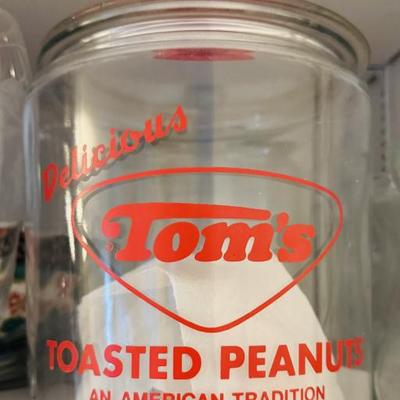 Delicious
Tom's
TOASTED PEANUTS
AN AMERICAN TRADITION